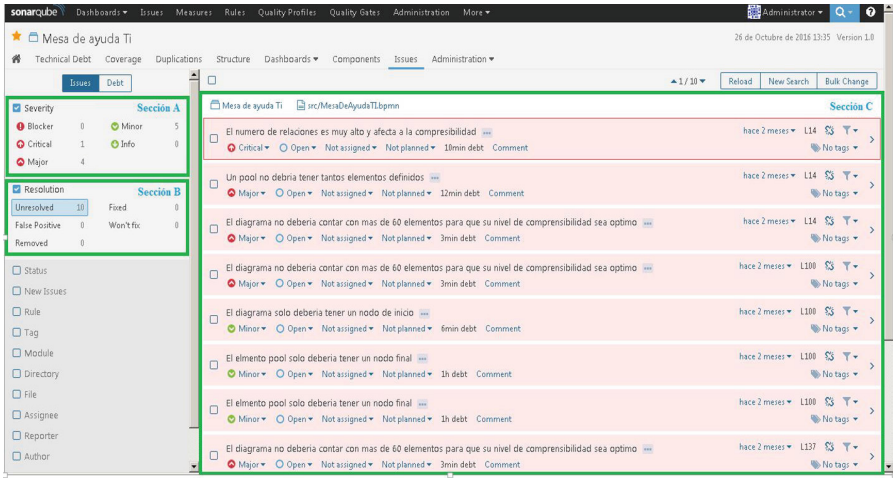 sonarqube Dashboards Issues Measures Rules Quality Profiles Quality Gates Administration More Administrator
Mesa de ayuda Ti 26 de Octubre de 2016 13:35 Version 1.0
Technical Debt Coverage Duplications Structure Dashboards Components Issues Administration
Issues Debt
1 / 10 Reload New Search Bulk Change
Severity Sección A
Blocker 0 Minor 5
Critical 1 Info 0
Major 4
Resolution Sección B
Unresolved 10 Fixed 0
False Positive 0 Won't fix 0
Removed 0
Status
New Issues
Rule
Tag
Module
Directory
File
Assignee
Reporter
Author
Mesa de ayuda Ti src/MesaDeAyudaTI.bpmn Sección C
El numero de relaciones es muy alto y afecta a la compresibilidad hace 2 meses L14
Critical Open Not assigned Not planned 10min debt Comment No tags
Un pool no debria tener tantos elementos definidos hace 2 meses L14
Major Open Not assigned Not planned 12min debt Comment No tags
El diagrama no deberia contar con mas de 60 elementos para que su nivel de comprensibilidad sea optimo hace 2 meses L14
Major Open Not assigned Not planned 3min debt Comment No tags
El diagrama no deberia contar con mas de 60 elementos para que su nivel de comprensibilidad sea optimo hace 2 meses L100
Major Open Not assigned Not planned 3min debt Comment No tags
El diagrama solo deberia tener un nodo de inicio hace 2 meses L100
Minor Open Not assigned Not planned 6min debt Comment No tags
El elmento pool solo deberia tener un nodo final hace 2 meses L100
Minor Open Not assigned Not planned 1h debt Comment No tags
El elmento pool solo deberia tener un nodo final hace 2 meses L100
Minor Open Not assigned Not planned 1h debt Comment No tags
El diagrama no deberia contar con mas de 60 elementos para que su nivel de comprensibilidad sea optimo hace 2 meses L137
Major Open Not assigned Not planned 3min debt Comment No tags